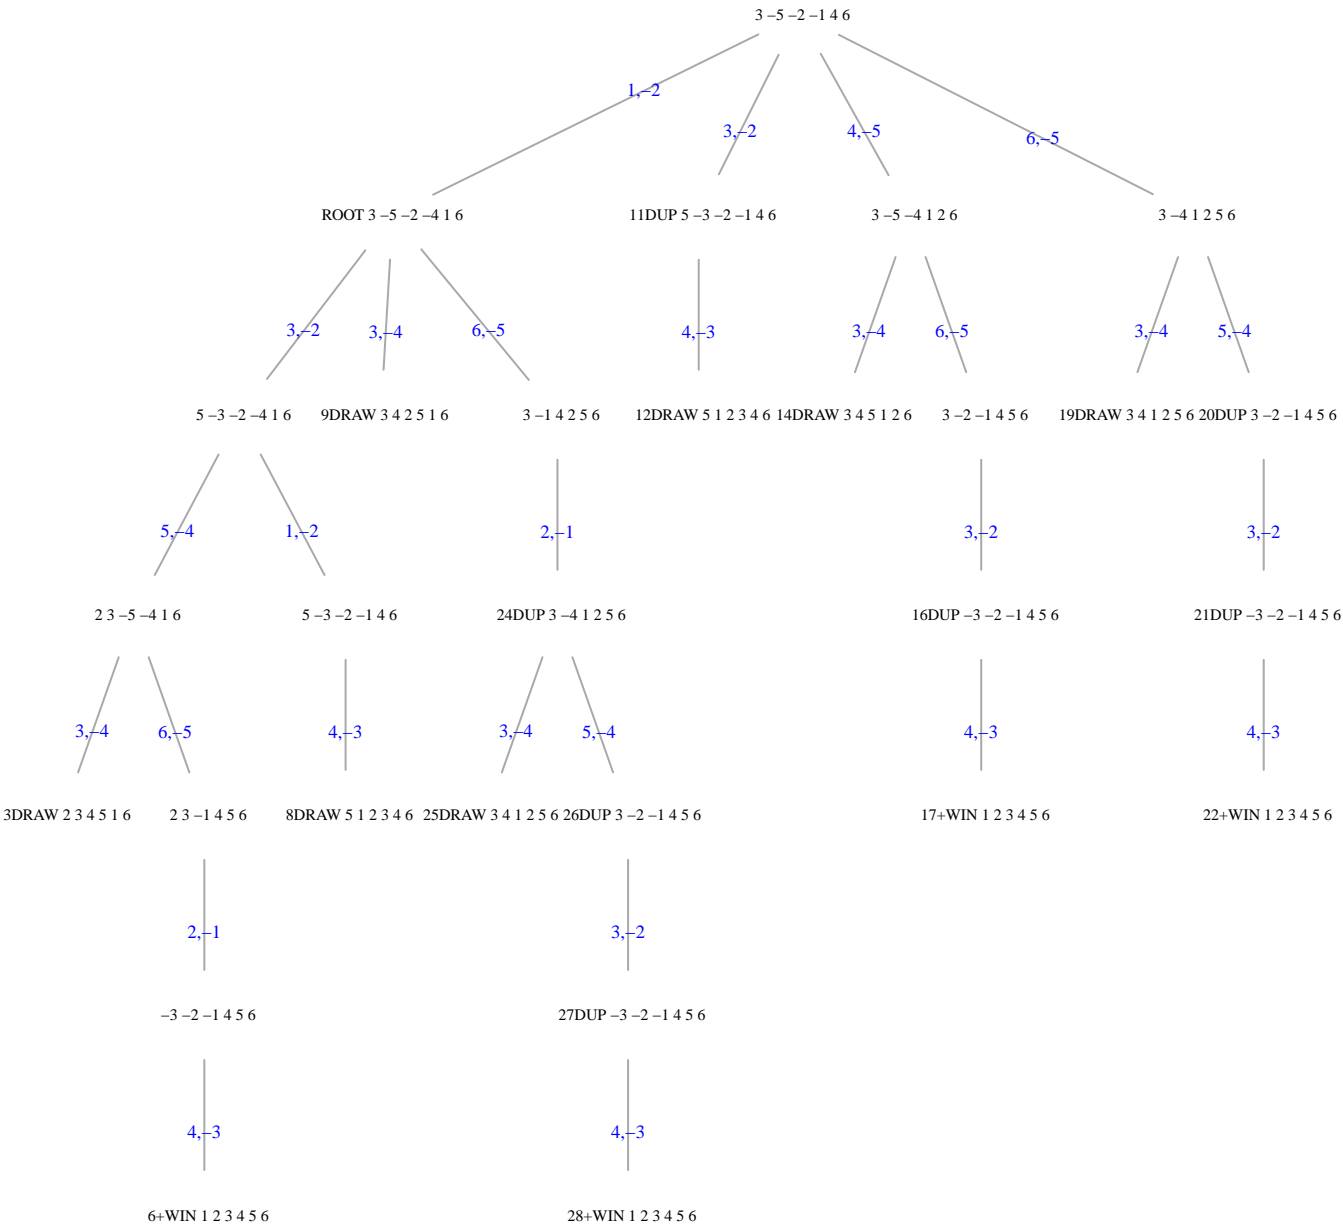 3 –5 –2 –1 4 6
1,–2
3,–2
4,–5
6,–5
ROOT 3 –5 –2 –4 1 6
11DUP 5 –3 –2 –1 4 6
3 –5 –4 1 2 6
3 –4 1 2 5 6
3,–2
3,–4
6,–5
4,–3
3,–4
6,–5
3,–4
5,–4
5 –3 –2 –4 1 6
9DRAW 3 4 2 5 1 6
3 –1 4 2 5 6
12DRAW 5 1 2 3 4 6
14DRAW 3 4 5 1 2 6
3 –2 –1 4 5 6
19DRAW 3 4 1 2 5 6
20DUP 3 –2 –1 4 5 6
5,–4
1,–2
2,–1
3,–2
3,–2
2 3 –5 –4 1 6
5 –3 –2 –1 4 6
24DUP 3 –4 1 2 5 6
16DUP –3 –2 –1 4 5 6
21DUP –3 –2 –1 4 5 6
3,–4
6,–5
4,–3
3,–4
5,–4
4,–3
4,–3
3DRAW 2 3 4 5 1 6
2 3 –1 4 5 6
8DRAW 5 1 2 3 4 6
25DRAW 3 4 1 2 5 6
26DUP 3 –2 –1 4 5 6
17+WIN 1 2 3 4 5 6
22+WIN 1 2 3 4 5 6
2,–1
3,–2
–3 –2 –1 4 5 6
27DUP –3 –2 –1 4 5 6
4,–3
4,–3
6+WIN 1 2 3 4 5 6
28+WIN 1 2 3 4 5 6